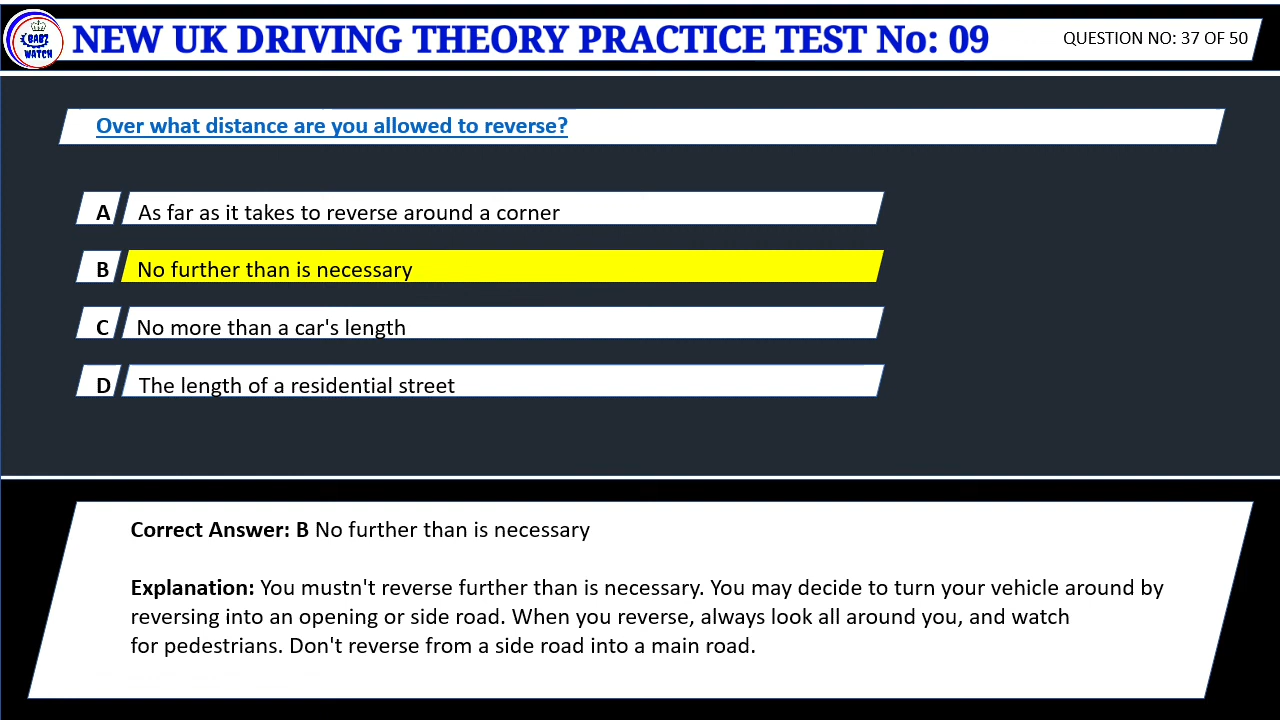 BABZ
WATCH
NEW UK DRIVING THEORY PRACTICE TEST No: 09
QUESTION NO: 37 OF 50
Over what distance are you allowed to reverse?
A As far as it takes to reverse around a corner
B No further than is necessary
C No more than a car's length
D The length of a residential street
Correct Answer: B No further than is necessary
Explanation: You mustn't reverse further than is necessary. You may decide to turn your vehicle around by
reversing into an opening or side road. When you reverse, always look all around you, and watch
for pedestrians. Don't reverse from a side road into a main road.